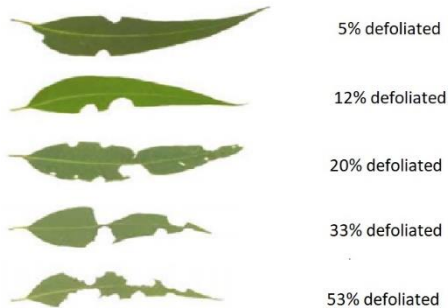 5% defoliated
12% defoliated
20% defoliated
33% defoliated
53% defoliated